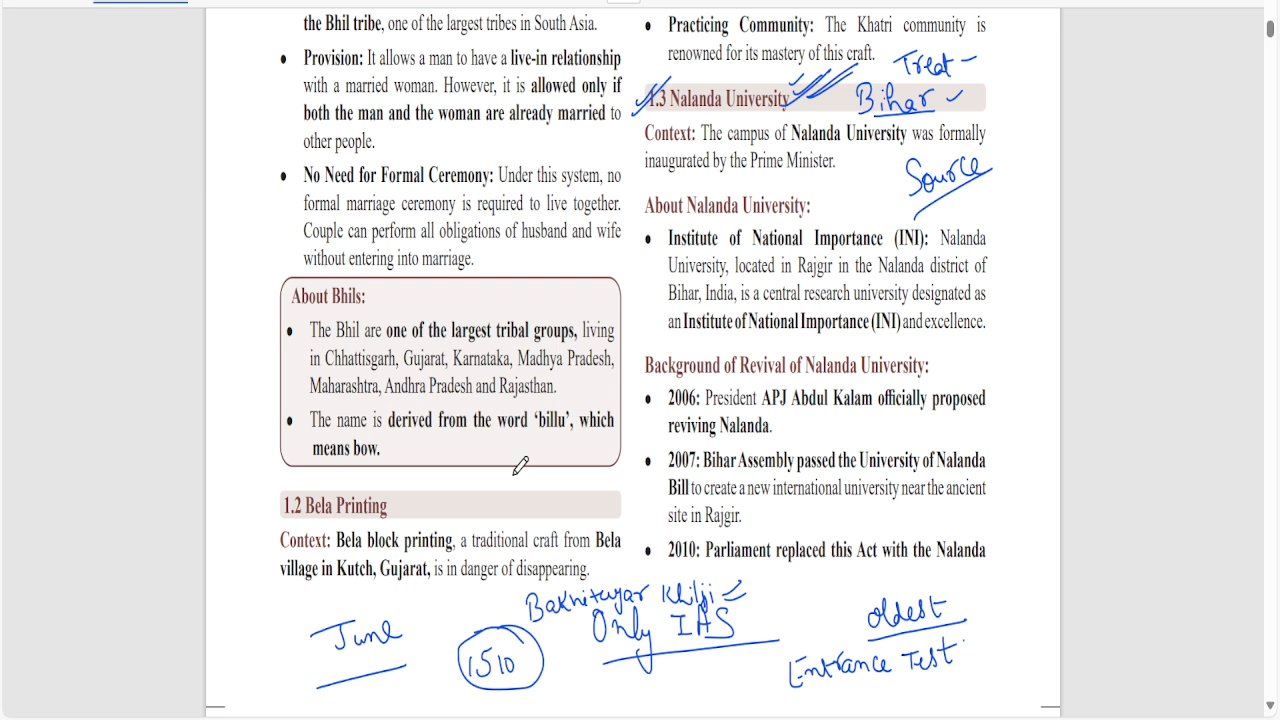 the Bhil tribe, one of the largest tribes in South Asia.
• Provision: It allows a man to have a live-in relationship
with a married woman. However, it is allowed only if
both the man and the woman are already married to
other people.
• No Need for Formal Ceremony: Under this system, no
formal marriage ceremony is required to live together.
Couple can perform all obligations of husband and wife
without entering into marriage.
About Bhils:
• The Bhil are one of the largest tribal groups, living
in Chhattisgarh, Gujarat, Karnataka, Madhya Pradesh,
Maharashtra, Andhra Pradesh and Rajasthan.
• The name is derived from the word ‘billu’, which
means bow.
1.2 Bela Printing
Context: Bela block printing, a traditional craft from Bela
village in Kutch, Gujarat, is in danger of disappearing.
• Practicing Community: The Khatri community is
renowned for its mastery of this craft.
Treat
1.3 Nalanda University
Bihar
Context: The campus of Nalanda University was formally
inaugurated by the Prime Minister.
Source
About Nalanda University:
• Institute of National Importance (INI): Nalanda
University, located in Rajgir in the Nalanda district of
Bihar, India, is a central research university designated as
an Institute of National Importance (INI) and excellence.
Background of Revival of Nalanda University:
• 2006: President APJ Abdul Kalam officially proposed
reviving Nalanda.
• 2007: Bihar Assembly passed the University of Nalanda
Bill to create a new international university near the ancient
site in Rajgir.
• 2010: Parliament replaced this Act with the Nalanda
Khilji
June
1510
Only IAS
oldest
Entrance Test